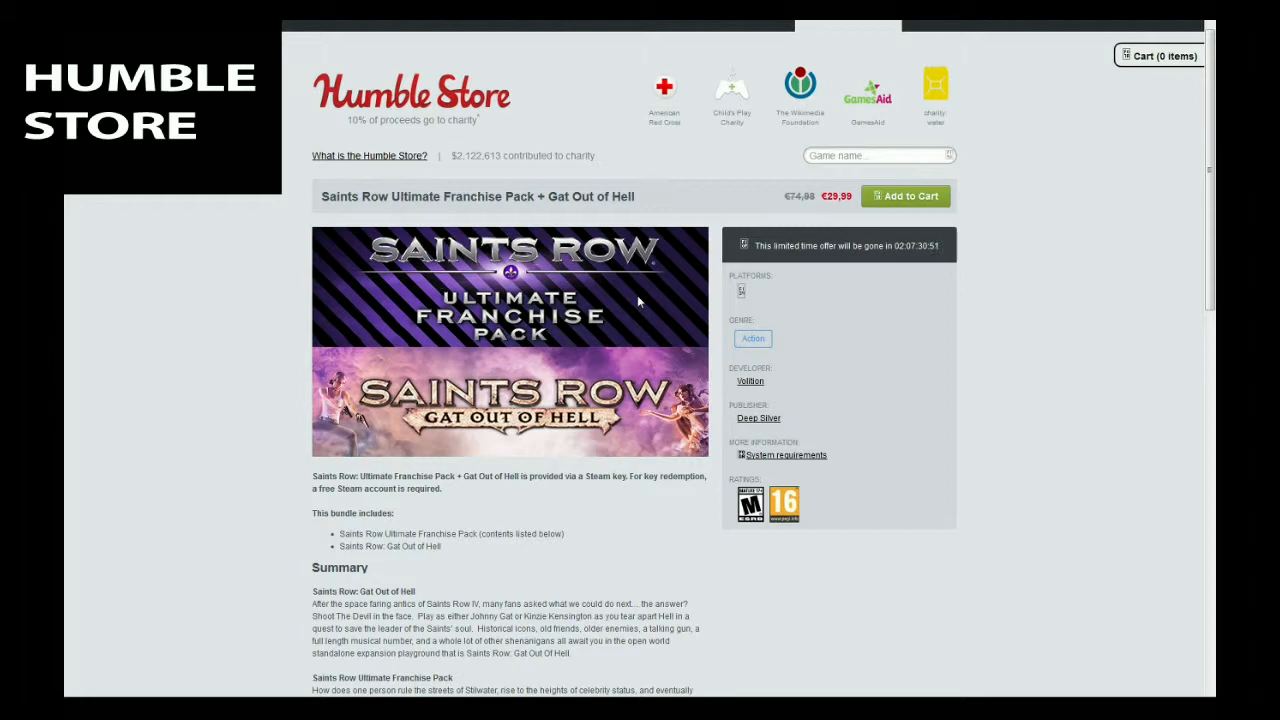 HUMBLE
STORE
Cart (0 items)
Humble Store
10% of proceeds go to charity*
American
Red Cross
Child's Play
Charity
The Wikimedia
Foundation
GamesAid
GamesAid
charity:
water
What is the Humble Store? | $2,122,613 contributed to charity
Game name...
Saints Row Ultimate Franchise Pack + Gat Out of Hell
€74,98 €29,99 Add to Cart
SAINTS ROW
ULTIMATE
FRANCHISE
PACK
SAINTS ROW
GAT OUT OF HELL
This limited time offer will be gone in 02:07:30:51
PLATFORMS:
GENRE:
Action
DEVELOPER:
Volition
PUBLISHER:
Deep Silver
MORE INFORMATION:
System requirements
RATINGS:
M
ESRB
16
www.pegi.info
Saints Row: Ultimate Franchise Pack + Gat Out of Hell is provided via a Steam key. For key redemption,
a free Steam account is required.
This bundle includes:
Saints Row Ultimate Franchise Pack (contents listed below)
Saints Row: Gat Out of Hell
Summary
Saints Row: Gat Out of Hell
After the space faring antics of Saints Row IV, many fans asked what we could do next... the answer?
Shoot The Devil in the face. Play as either Johnny Gat or Kinzie Kensington as you tear apart Hell in a
quest to save the leader of the Saints' soul. Historical icons, old friends, older enemies, a talking gun, a
full length musical number, and a whole lot of other shenanigans all await you in the open world
standalone expansion playground that is Saints Row: Gat Out Of Hell.
Saints Row Ultimate Franchise Pack
How does one person rule the streets of Stilwater, rise to the heights of celebrity status, and eventually